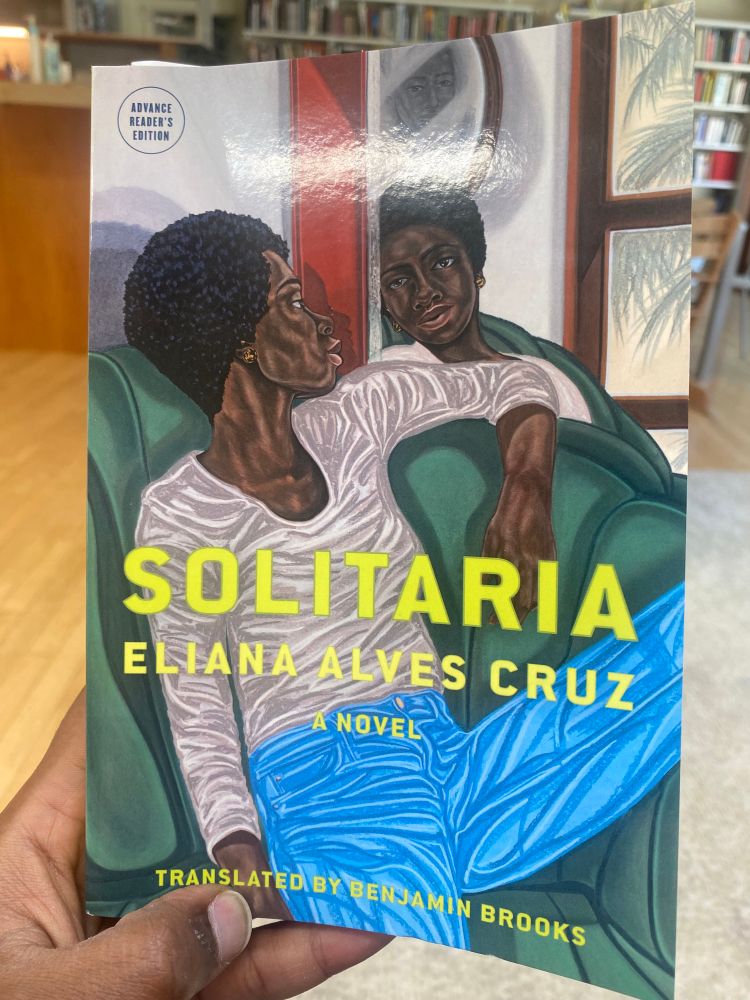 ADVANCE
READER'S
EDITION
SOLITARIA
ELIANA ALVES CRUZ
A NOVEL
TRANSLATED BY BENJAMIN BROOKS